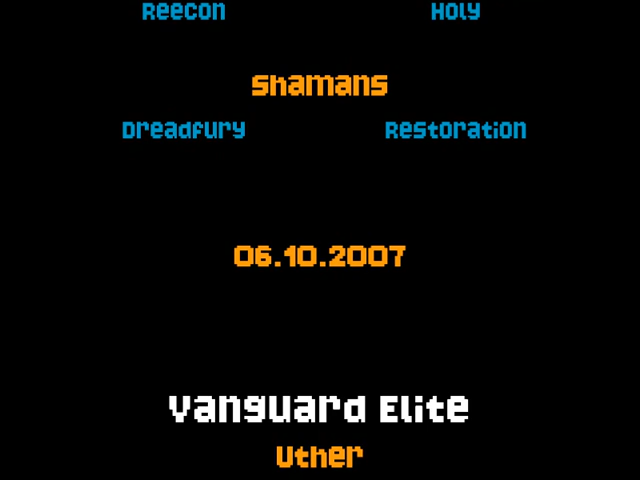 Reecon Holy
Shamans
Dreadfury Restoration
06.10.2007
Vanguard Elite
Uther